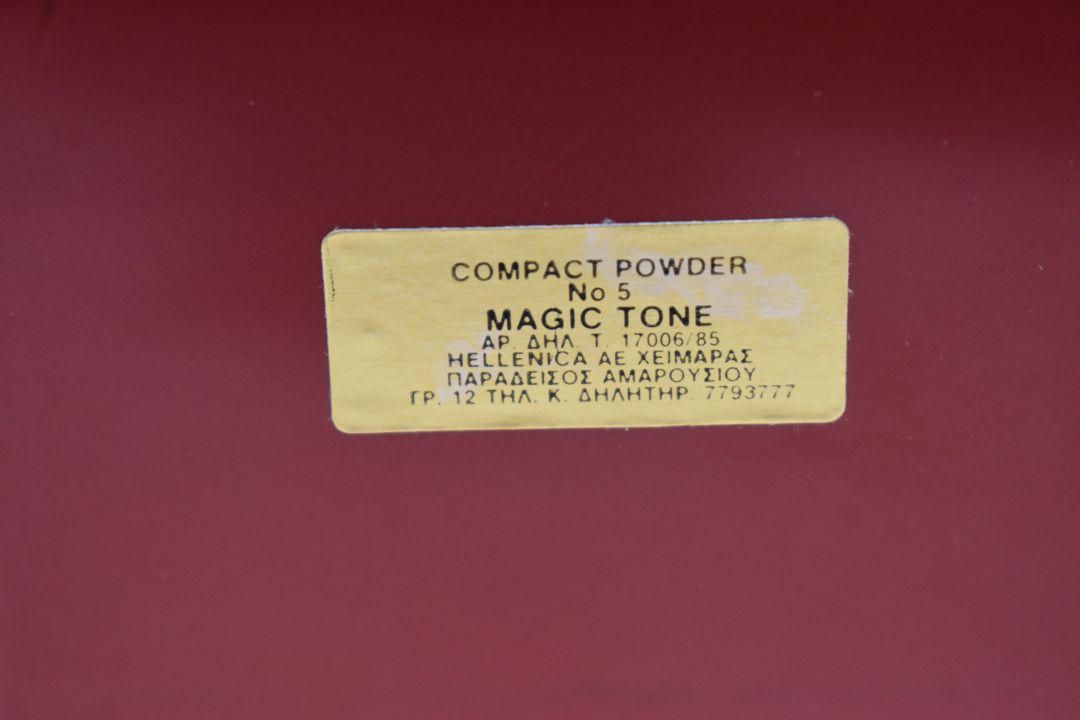 COMPACT POWDER
No 5
MAGIC TONE
ΑΡ. ΔΗΛ. Τ. 17006/85
HELLENICA ΑΕ ΧΕΙΜΑΡΑΣ
ΠΑΡΑΔΕΙΣΟΣ ΑΜΑΡΟΥΣΙΟΥ
ΓΡ. 12 ΤΗΛ. Κ. ΔΗΛΗΤΗΡ. 7793777